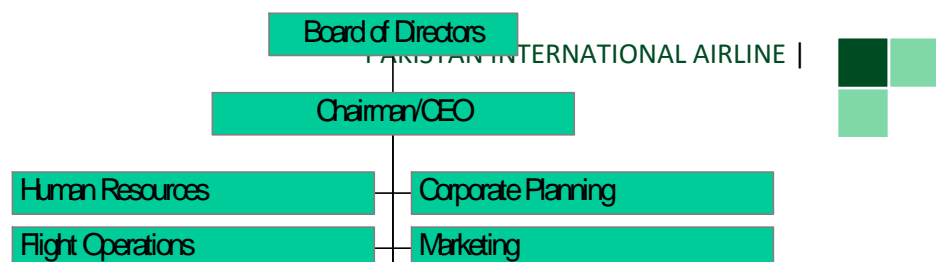 Board of Directors
PAKISTAN INTERNATIONAL AIRLINE |
Chairman/CEO
Human Resources
Corporate Planning
Flight Operations
Marketing